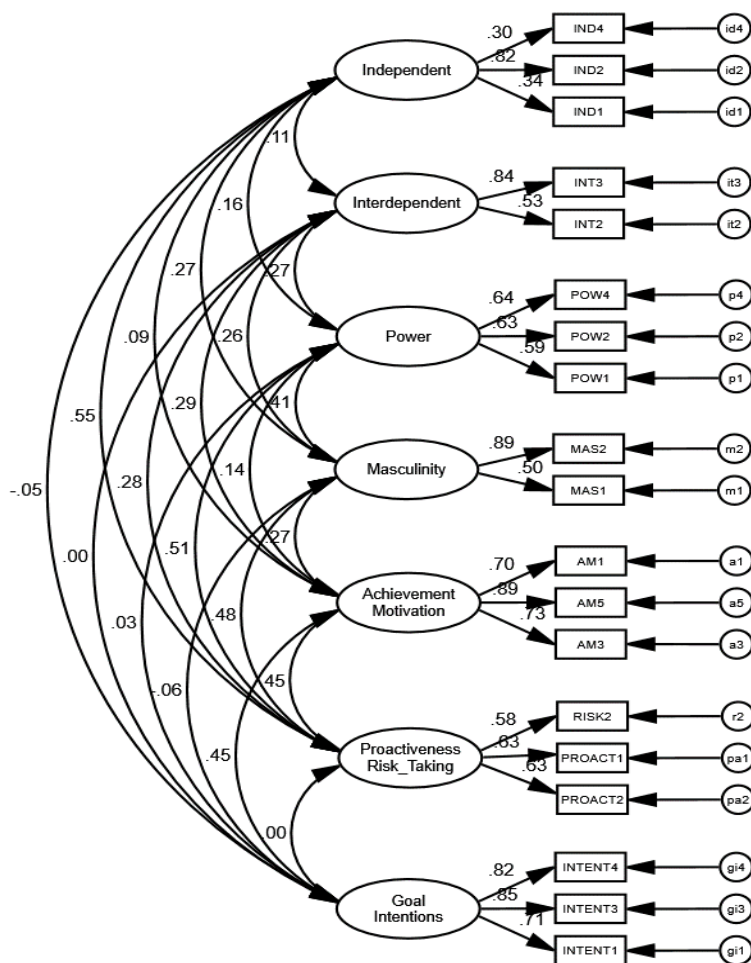 .30
IND4
id4
Independent
.82
IND2
id2
.34
IND1
id1
.11
.84
INT3
it3
.16
Interdependent
.53
INT2
it2
.27
.27
.64
POW4
p4
.09
.26
Power
.63
POW2
p2
.59
POW1
p1
.55
.29
.41
.89
MAS2
m2
-.05
.28
.14
Masculinity
.50
MAS1
m1
.00
.51
.27
.70
AM1
a1
Achievement
Motivation
.89
AM5
a5
.03
.48
.73
AM3
a3
-.06
.45
.58
RISK2
r2
.45
Proactiveness
Risk_Taking
.63
PROACT1
pa1
.63
PROACT2
pa2
.00
.82
INTENT4
gi4
Goal
Intentions
.85
INTENT3
gi3
.71
INTENT1
gi1